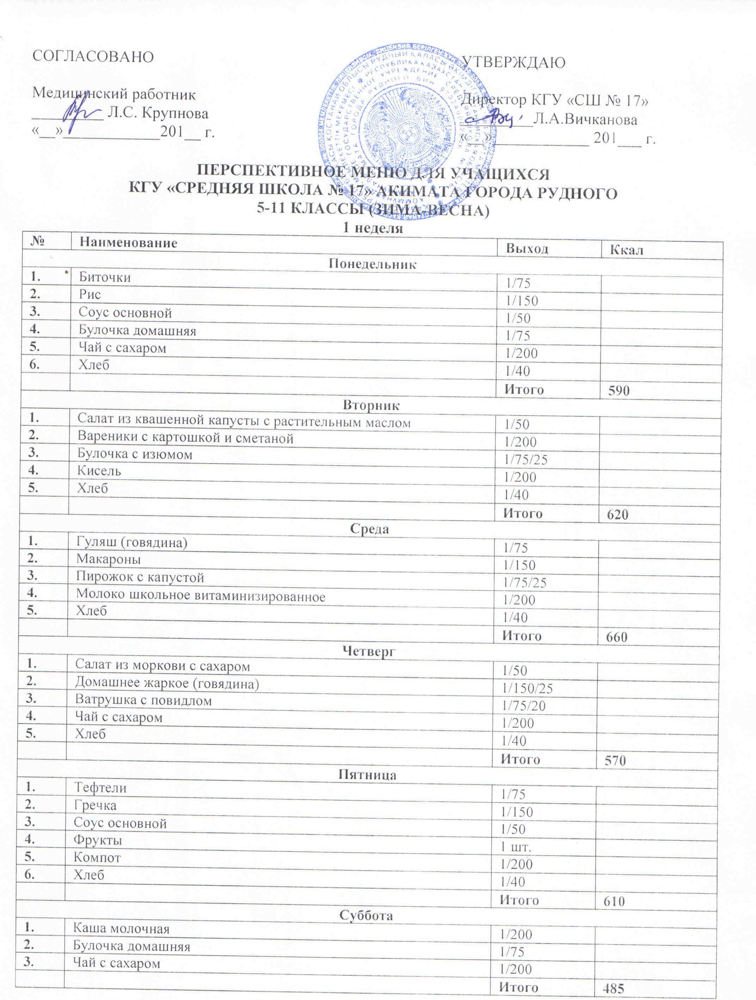 СОГЛАСОВАНО
УТВЕРЖДАЮ
Медицинский работник
Директор КГУ «СШ № 17»
___________ Л.С. Крупнова
___________Л.А.Вичканова
«__»_______________201__ г.
«__»_______________ 201___ г.
ПЕРСПЕКТИВНОЕ МЕНЮ ДЛЯ УЧАЩИХСЯ
КГУ «СРЕДНЯЯ ШКОЛА № 17» АКИМАТА ГОРОДА РУДНОГО
5-11 КЛАССЫ (ЗИМА-ВЕСНА)
1 неделя
№ Наименование Выход Ккал
Понедельник
1. Биточки 1/75
2. Рис 1/150
3. Соус основной 1/50
4. Булочка домашняя 1/75
5. Чай с сахаром 1/200
6. Хлеб 1/40
Итого 590
Вторник
1. Салат из квашенной капусты с растительным маслом 1/50
2. Вареники с картошкой и сметаной 1/200
3. Булочка с изюмом 1/75/25
4. Кисель 1/200
5. Хлеб 1/40
Итого 620
Среда
1. Гуляш (говядина) 1/75
2. Макароны 1/150
3. Пирожок с капустой 1/75/25
4. Молоко школьное витаминизированное 1/200
5. Хлеб 1/40
Итого 660
Четверг
1. Салат из моркови с сахаром 1/50
2. Домашнее жаркое (говядина) 1/150/25
3. Ватрушка с повидлом 1/75/20
4. Чай с сахаром 1/200
5. Хлеб 1/40
Итого 570
Пятница
1. Тефтели 1/75
2. Гречка 1/150
3. Соус основной 1/50
4. Фрукты 1 шт.
5. Компот 1/200
6. Хлеб 1/40
Итого 610
Суббота
1. Каша молочная 1/200
2. Булочка домашняя 1/75
3. Чай с сахаром 1/200
Итого 485